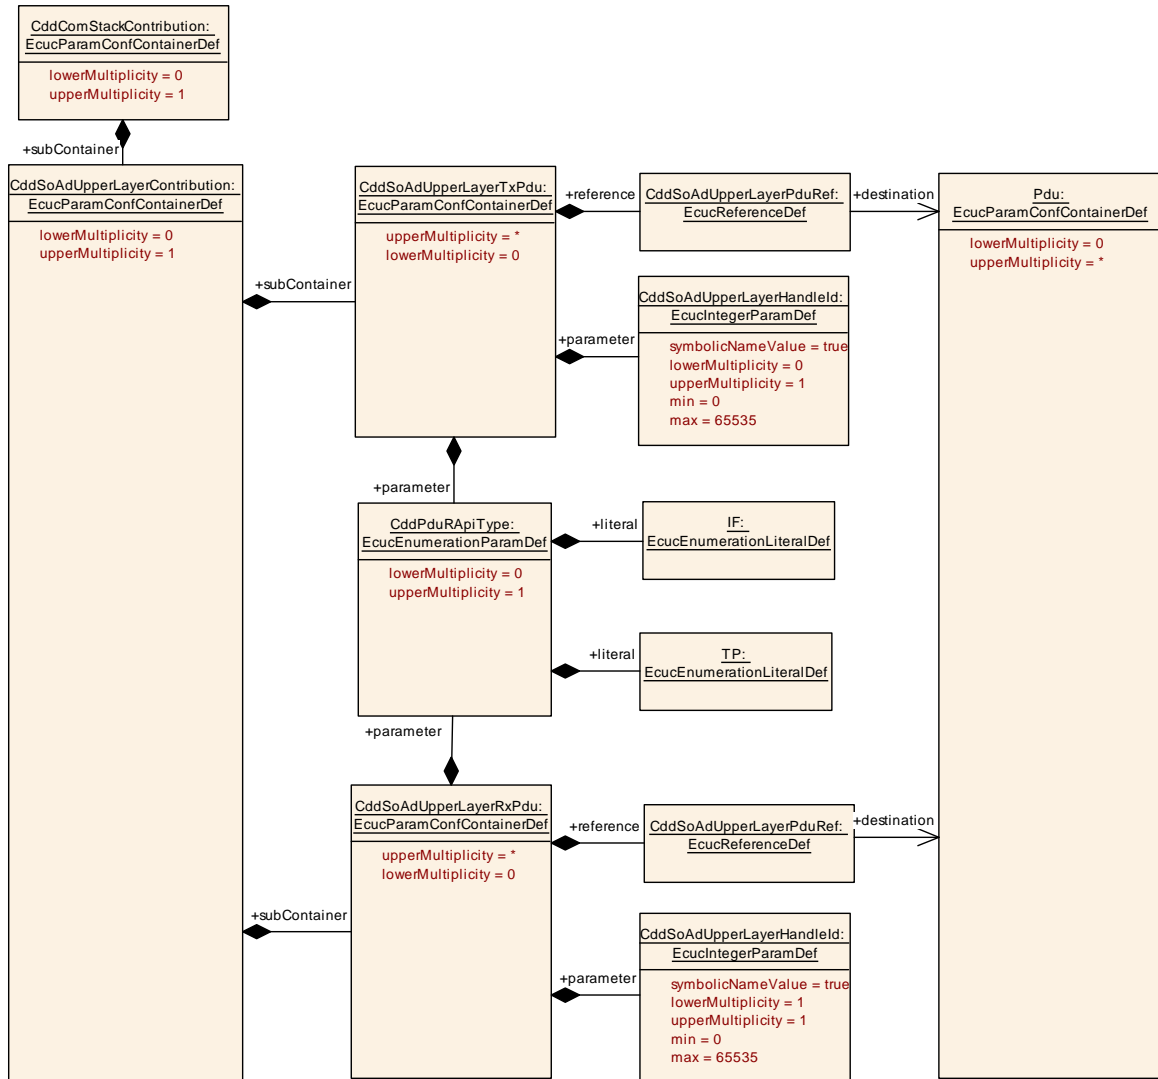 CddComStackContribution:
EcucParamConfContainerDef
lowerMultiplicity = 0
upperMultiplicity = 1
+subContainer
CddSoAdUpperLayerContribution:
EcucParamConfContainerDef
lowerMultiplicity = 0
upperMultiplicity = 1
+subContainer
CddSoAdUpperLayerTxPdu:
EcucParamConfContainerDef
upperMultiplicity = *
lowerMultiplicity = 0
+reference
CddSoAdUpperLayerPduRef:
EcucReferenceDef
+destination
Pdu:
EcucParamConfContainerDef
lowerMultiplicity = 0
upperMultiplicity = *
+parameter
CddSoAdUpperLayerHandleId:
EcucIntegerParamDef
symbolicNameValue = true
lowerMultiplicity = 0
upperMultiplicity = 1
min = 0
max = 65535
+parameter
CddPduRApiType:
EcucEnumerationParamDef
lowerMultiplicity = 0
upperMultiplicity = 1
+literal
IF:
EcucEnumerationLiteralDef
+literal
TP:
EcucEnumerationLiteralDef
+parameter
CddSoAdUpperLayerRxPdu:
EcucParamConfContainerDef
upperMultiplicity = *
lowerMultiplicity = 0
+subContainer
+reference
CddSoAdUpperLayerPduRef:
EcucReferenceDef
+destination
+parameter
CddSoAdUpperLayerHandleId:
EcucIntegerParamDef
symbolicNameValue = true
lowerMultiplicity = 1
upperMultiplicity = 1
min = 0
max = 65535